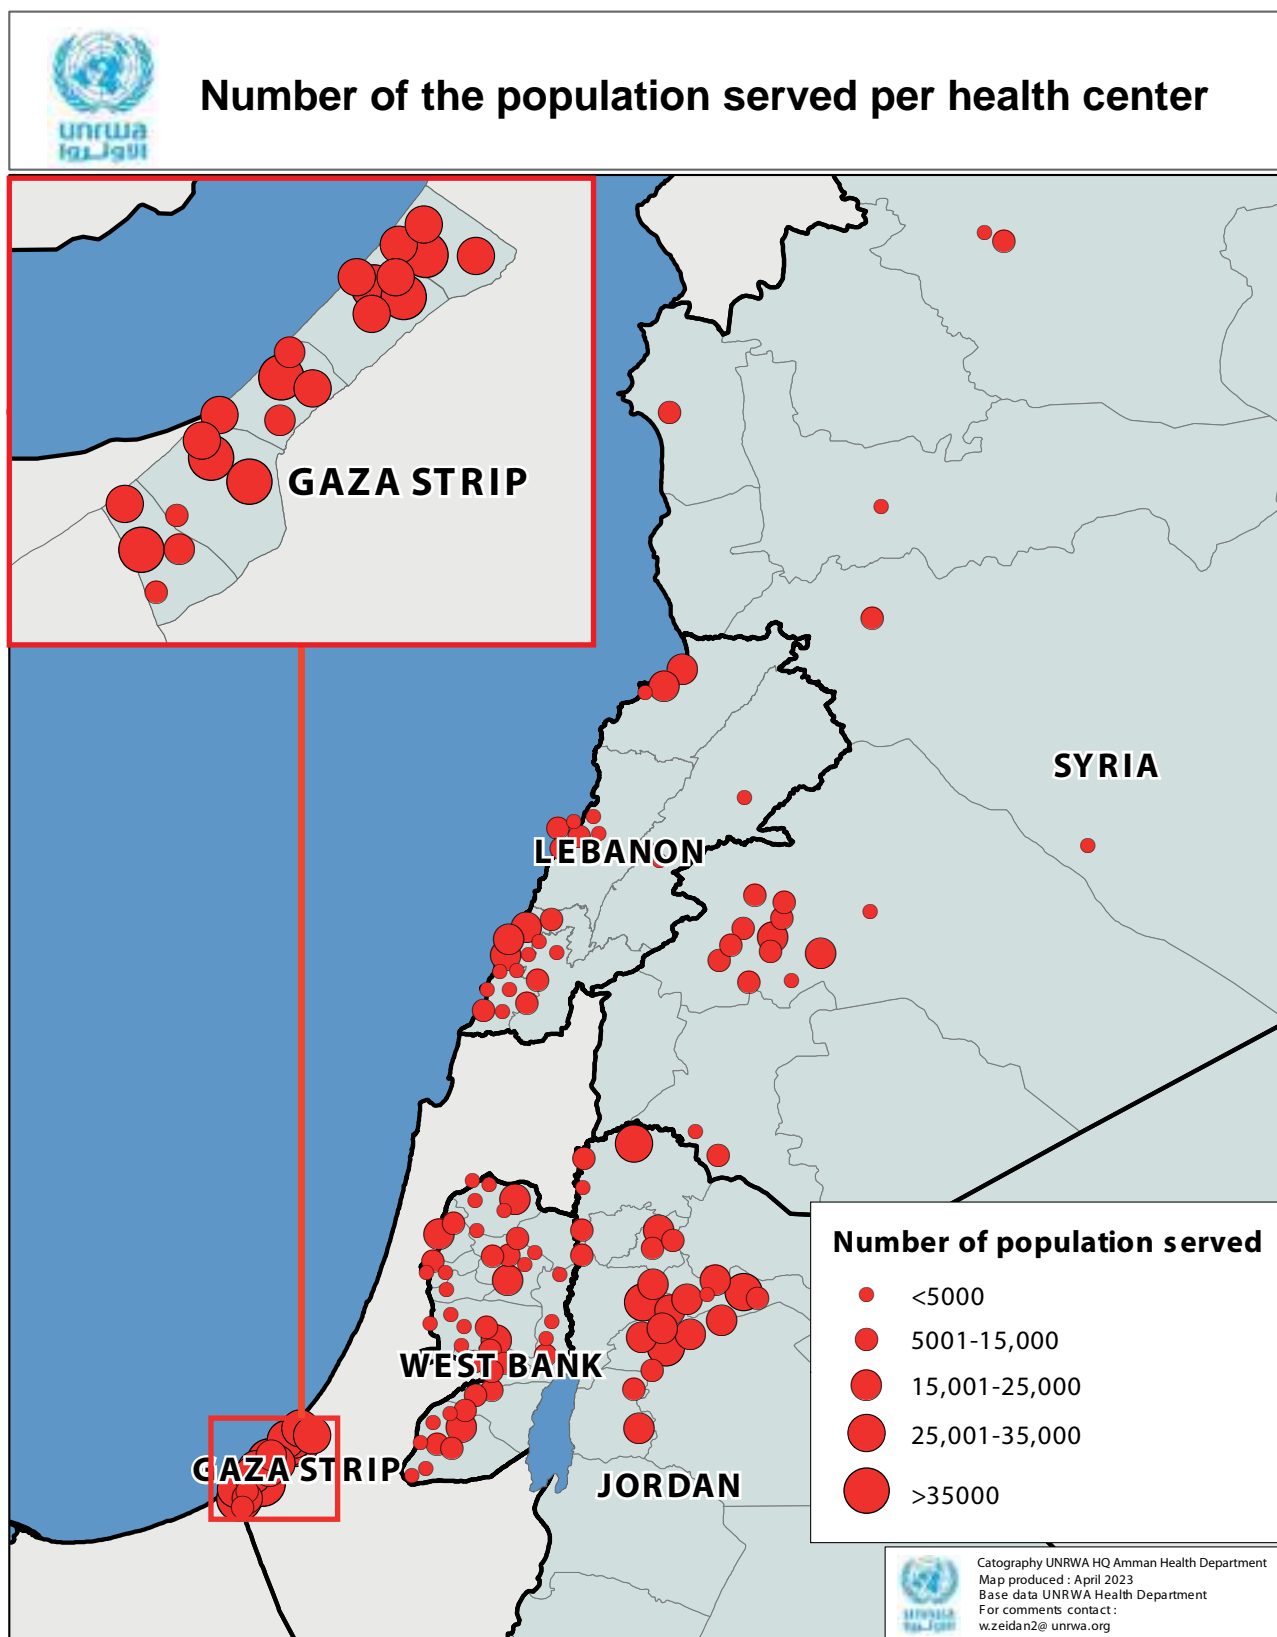 unrwa
الأونروا
Number of the population served per health center
GAZA STRIP
SYRIA
LEBANON
WEST BANK
GAZA STRIP
JORDAN
Number of population served
<5000
5001-15,000
15,001-25,000
25,001-35,000
>35000
unrwa
الأونروا
Catography UNRWA HQ Amman Health Department
Map produced : April 2023
Base data UNRWA Health Department
For comments contact :
w.zeidan2@ unrwa.org